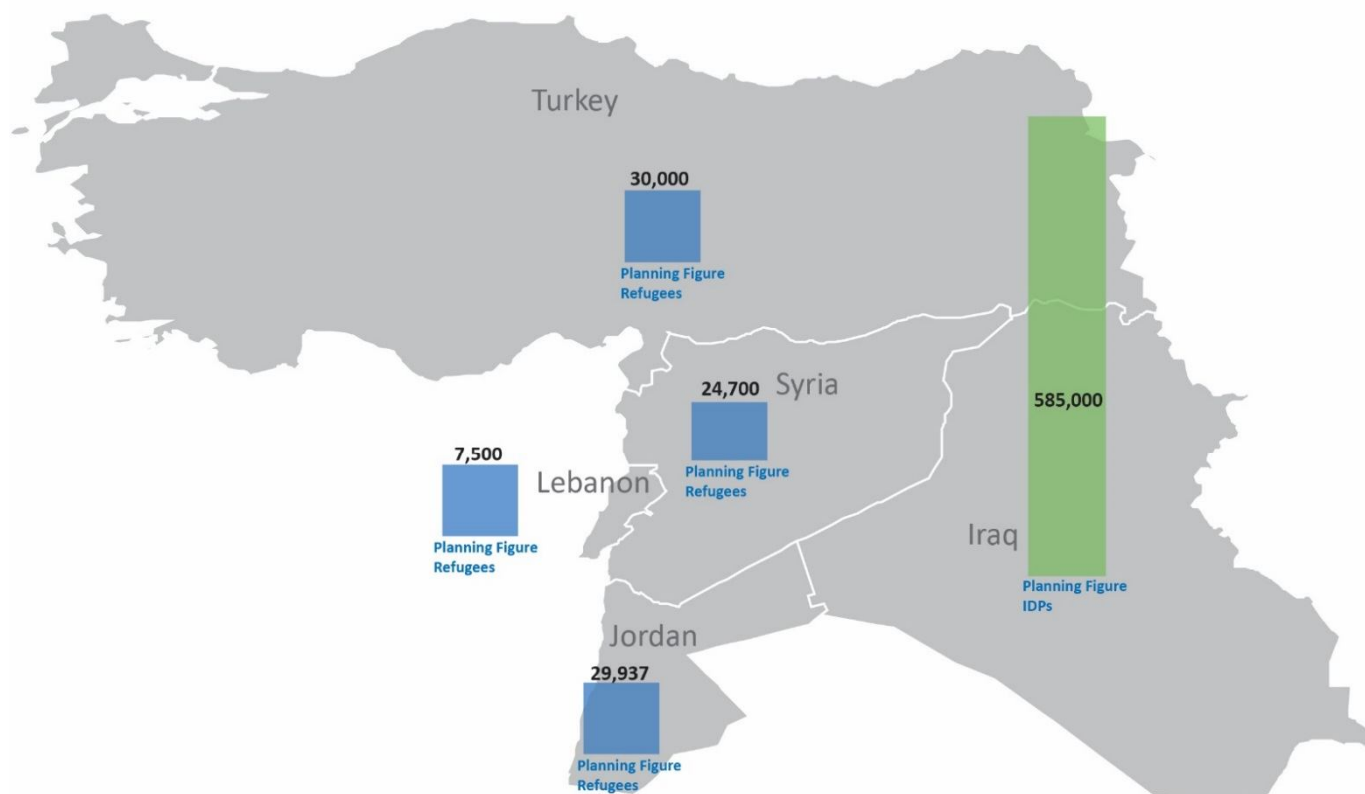 Turkey
30,000
Planning Figure
Refugees
Syria
24,700
Planning Figure
Refugees
585,000
7,500
Lebanon
Planning Figure
Refugees
Iraq
Planning Figure
IDPs
Jordan
29,937
Planning Figure
Refugees